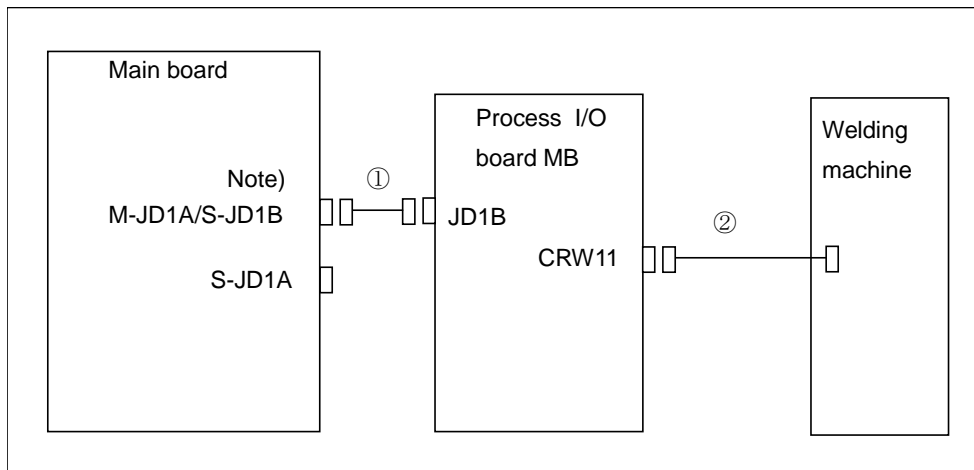 Main board
Note)
M-JD1A/S-JD1B
S-JD1A
①
Process I/O
board MB
JD1B
CRW11
②
Welding
machine